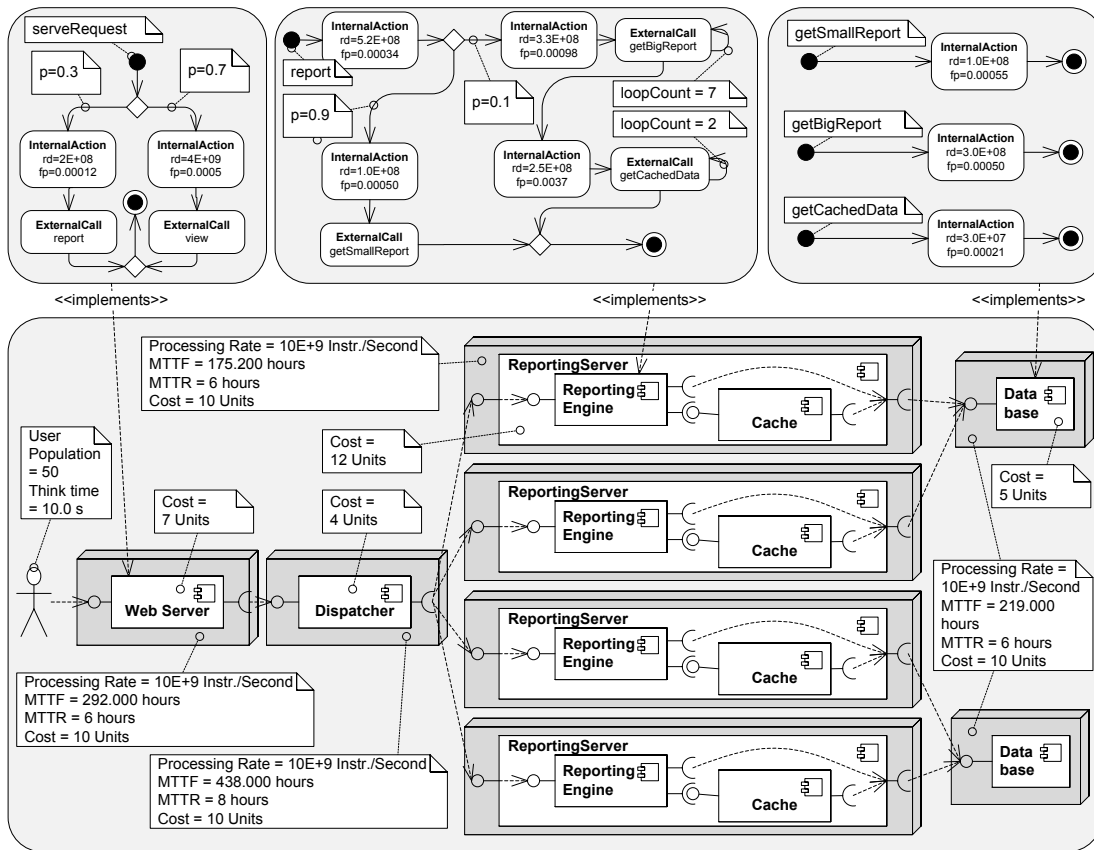 serveRequest
p=0.3
p=0.7
InternalAction
rd=2E+08
fp=0.00012
InternalAction
rd=4E+09
fp=0.0005
ExternalCall
report
ExternalCall
view
report
InternalAction
rd=5.2E+08
fp=0.00034
InternalAction
rd=3.3E+08
fp=0.00098
ExternalCall
getBigReport
p=0.9
p=0.1
loopCount = 7
loopCount = 2
InternalAction
rd=1.0E+08
fp=0.00050
InternalAction
rd=2.5E+08
fp=0.0037
ExternalCall
getCachedData
ExternalCall
getSmallReport
getSmallReport
InternalAction
rd=1.0E+08
fp=0.00055
getBigReport
InternalAction
rd=3.0E+08
fp=0.00050
getCachedData
InternalAction
rd=3.0E+07
fp=0.00021
<<implements>>
<<implements>>
<<implements>>
Processing Rate = 10E+9 Instr./Second
MTTF = 175.200 hours
MTTR = 6 hours
Cost = 10 Units
Cost =
12 Units
User
Population
= 50
Think time
= 10.0 s
Cost =
7 Units
Cost =
4 Units
Web Server
Dispatcher
Processing Rate = 10E+9 Instr./Second
MTTF = 292.000 hours
MTTR = 6 hours
Cost = 10 Units
Processing Rate = 10E+9 Instr./Second
MTTF = 438.000 hours
MTTR = 8 hours
Cost = 10 Units
ReportingServer
Reporting
Engine
Cache
ReportingServer
Reporting
Engine
Cache
ReportingServer
Reporting
Engine
Cache
ReportingServer
Reporting
Engine
Cache
Data
base
Cost =
5 Units
Processing Rate =
10E+9 Instr./Second
MTTF = 219.000
hours
MTTR = 6 hours
Cost = 10 Units
Data
base